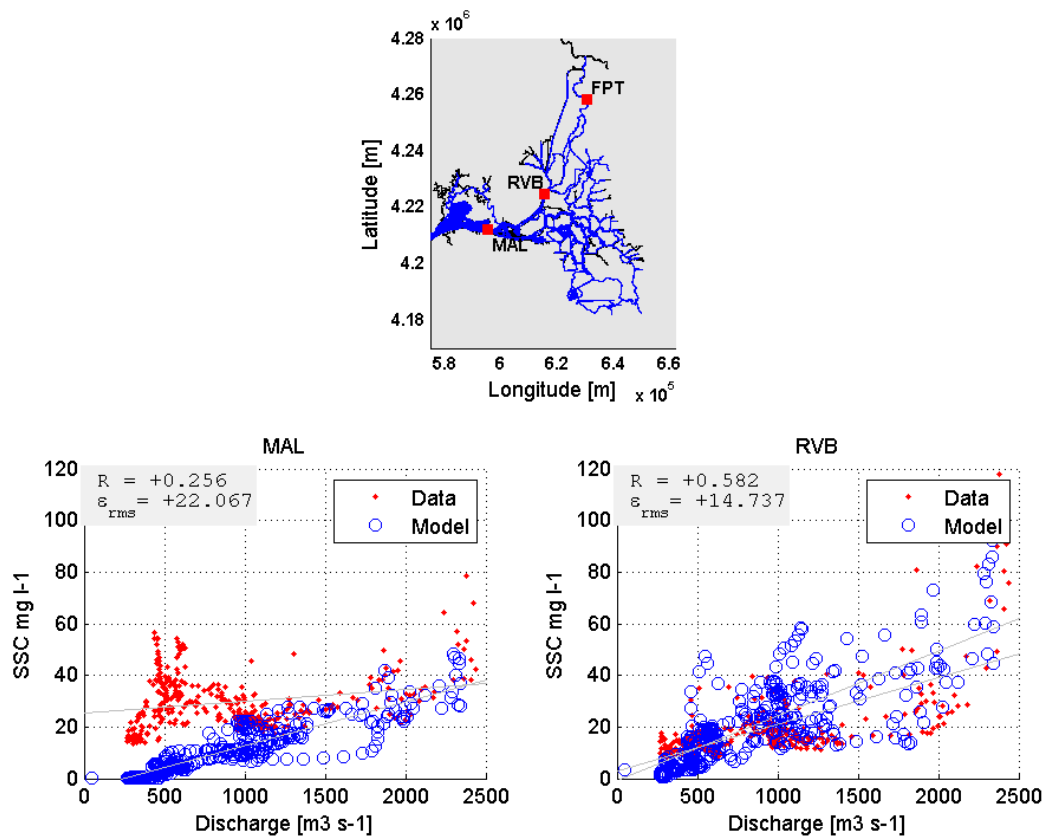 x 10^6
4.28
4.26
4.24
4.22
4.2
4.18
Latitude [m]
FPT
RVB
MAL
5.8 6 6.2 6.4 6.6
Longitude [m] x 10^5
MAL
R = +0.256
ε_rms= +22.067
Data
Model
120
100
80
60
40
20
0
SSC mg l-1
0 500 1000 1500 2000 2500
Discharge [m3 s-1]
RVB
R = +0.582
ε_rms= +14.737
Data
Model
120
100
80
60
40
20
0
SSC mg l-1
0 500 1000 1500 2000 2500
Discharge [m3 s-1]